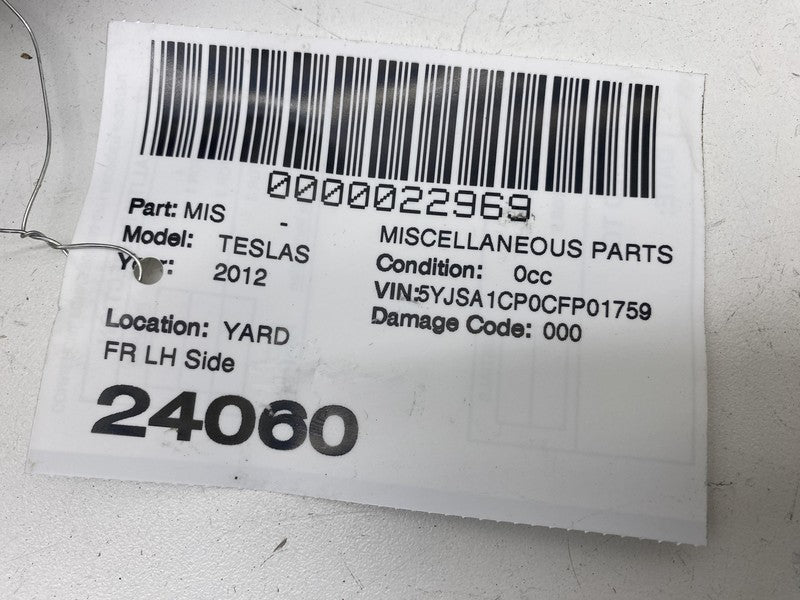 0000022969
Part: MIS - MISCELLANEOUS PARTS
Model: TESLAS Condition: 0cc
2012 VIN:5YJSA1CP0CFP01759
Damage Code: 000
Location: YARD
FR LH Side
24060